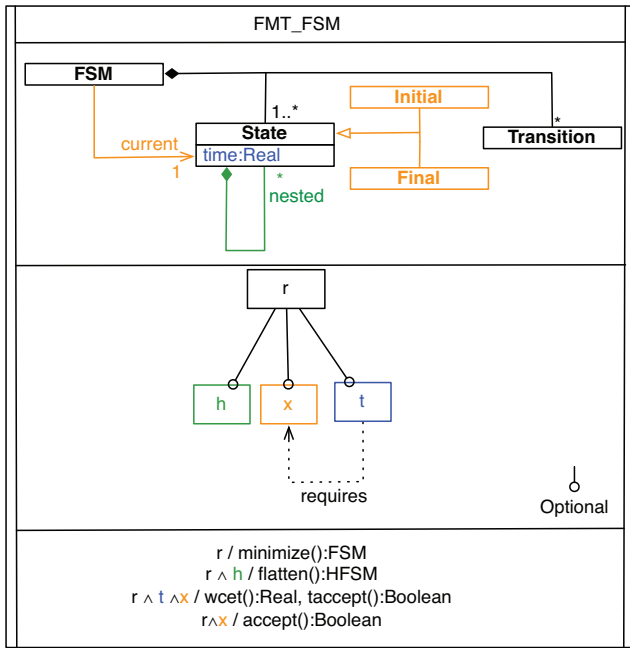 FMT_FSM
FSM
Initial
1..*
State
Transition
*
current
time:Real
1
*
nested
Final
r
h
x
t
requires
Optional
r / minimize():FSM
r ∧ h / flatten():HFSM
r ∧ t ∧x / wcet():Real, taccept():Boolean
r∧x / accept():Boolean